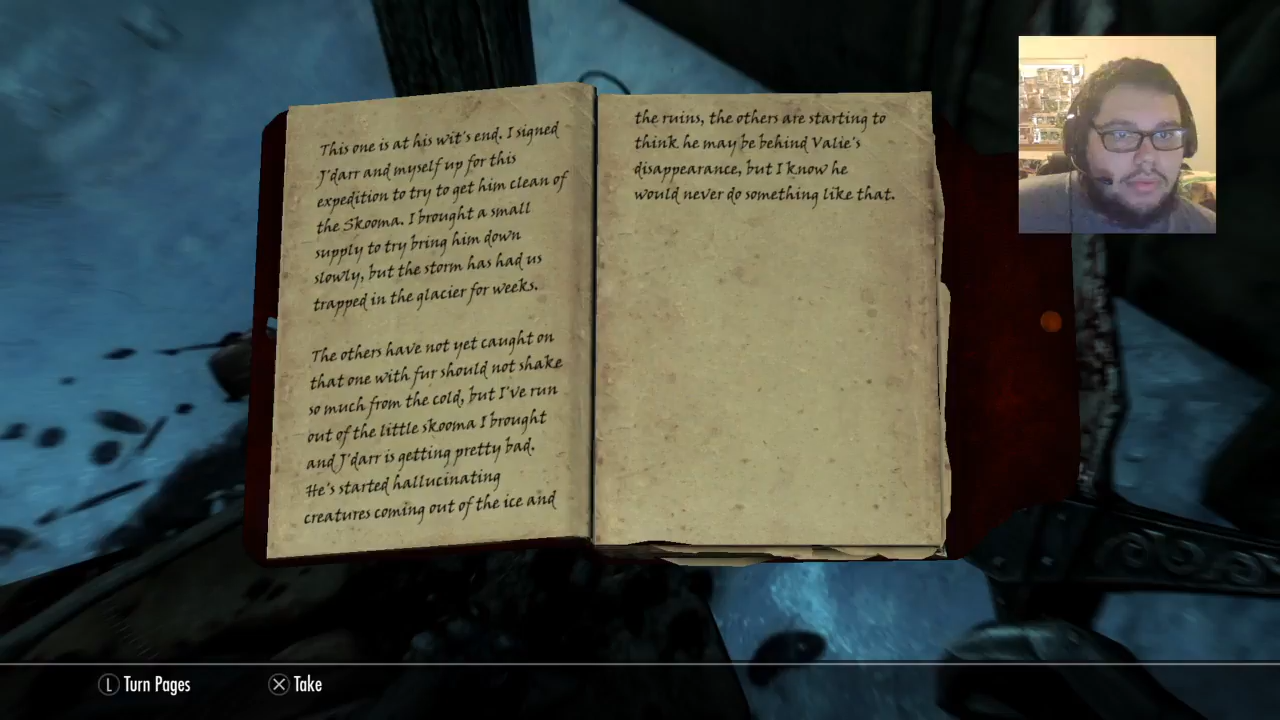 This one is at his wit's end. I signed
J'darr and myself up for this
expedition to try to get him clean of
the Skooma. I brought a small
supply to try bring him down
slowly, but the storm has had us
trapped in the glacier for weeks.
The others have not yet caught on
that one with fur should not shake
so much from the cold, but I've run
out of the little skooma I brought
and J'darr is getting pretty bad.
He's started hallucinating
creatures coming out of the ice and
the ruins, the others are starting to
think he may be behind Valie's
disappearance, but I know he
would never do something like that.
L Turn Pages
X Take